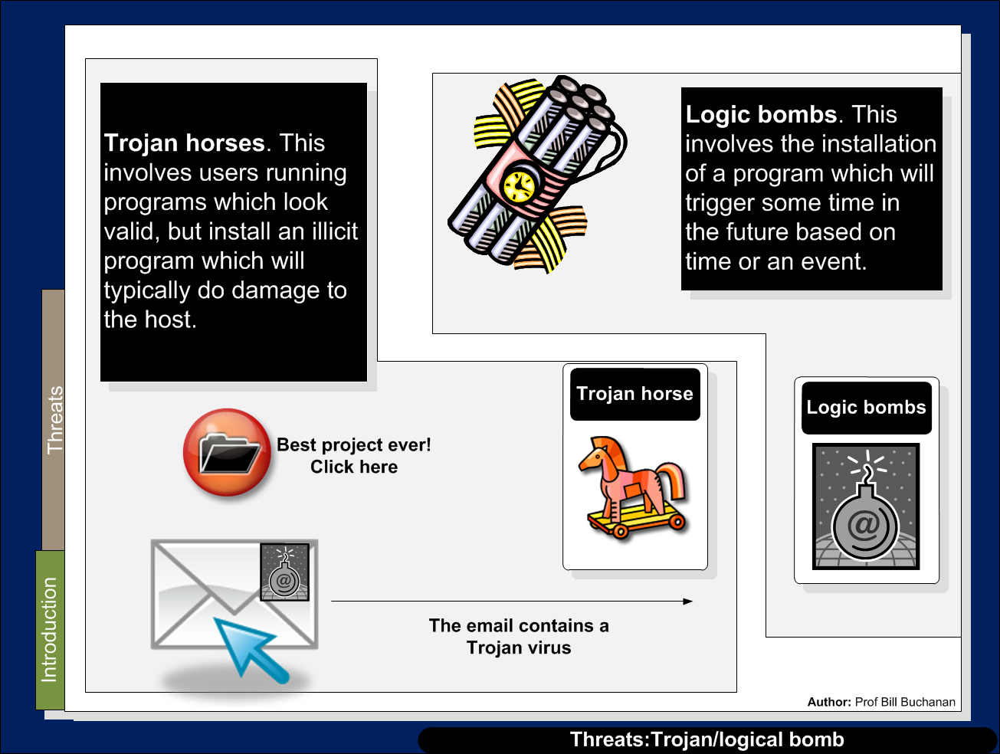 Trojan horses. This
involves users running
programs which look
valid, but install an illicit
program which will
typically do damage to
the host.
Logic bombs. This
involves the installation
of a program which will
trigger some time in
the future based on
time or an event.
Trojan horse
Logic bombs
@
Best project ever!
Click here
@
The email contains a
Trojan virus
Threats
Introduction
Author: Prof Bill Buchanan
Threats:Trojan/logical bomb